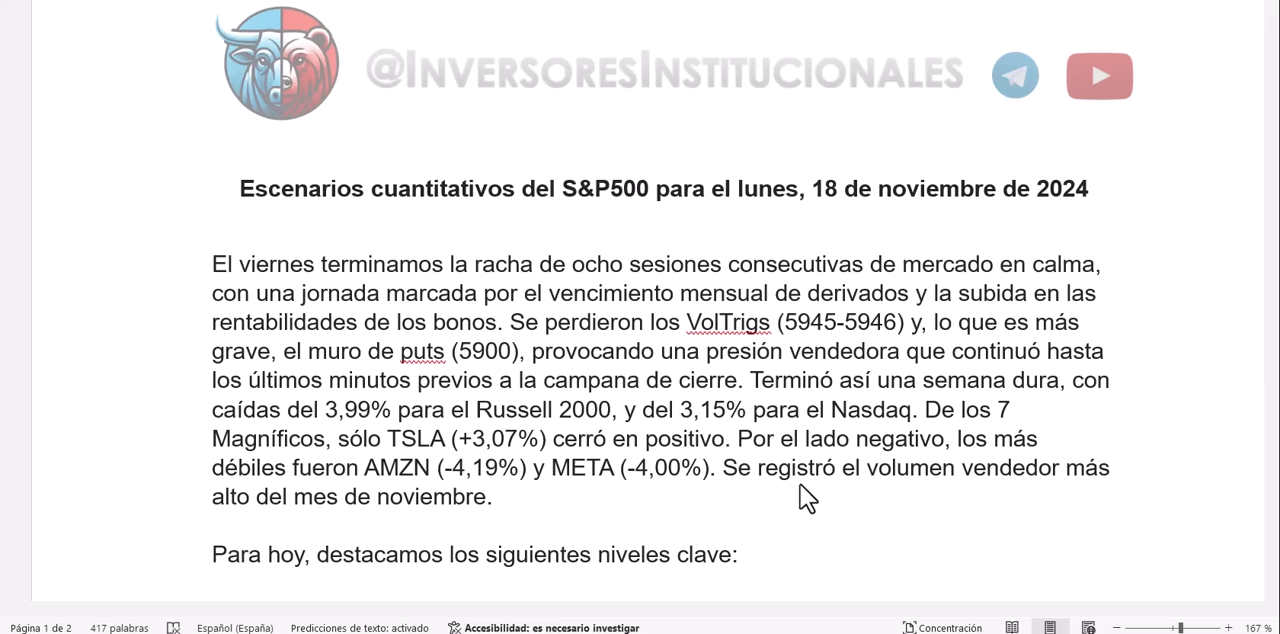 @InversoresInstitucionales
Escenarios cuantitativos del S&P500 para el lunes, 18 de noviembre de 2024
El viernes terminamos la racha de ocho sesiones consecutivas de mercado en calma,
con una jornada marcada por el vencimiento mensual de derivados y la subida en las
rentabilidades de los bonos. Se perdieron los VolTrigs (5945-5946) y, lo que es más
grave, el muro de puts (5900), provocando una presión vendedora que continuó hasta
los últimos minutos previos a la campana de cierre. Terminó así una semana dura, con
caídas del 3,99% para el Russell 2000, y del 3,15% para el Nasdaq. De los 7
Magníficos, sólo TSLA (+3,07%) cerró en positivo. Por el lado negativo, los más
débiles fueron AMZN (-4,19%) y META (-4,00%). Se registró el volumen vendedor más
alto del mes de noviembre.
Para hoy, destacamos los siguientes niveles clave:
Página 1 de 2 417 palabras Español (España) Predicciones de texto: activado Accesibilidad: es necesario investigar Concentración 167 %